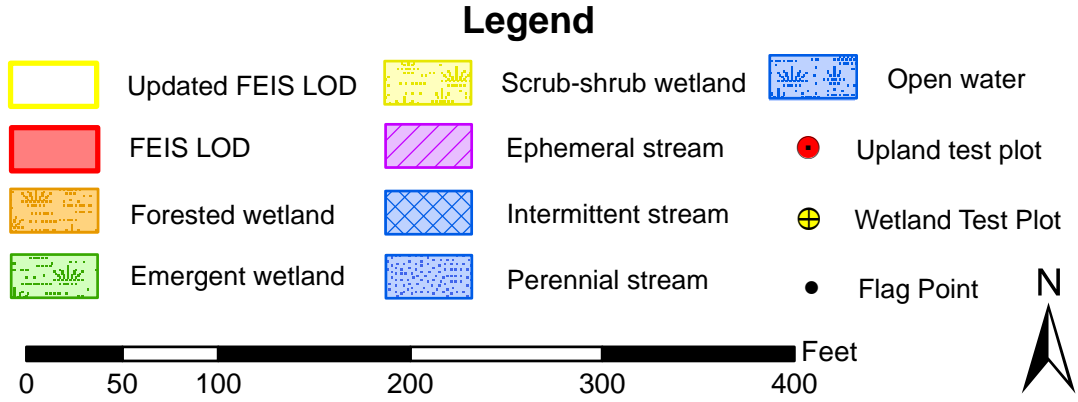 Legend
Updated FEIS LOD
FEIS LOD
Forested wetland
Emergent wetland
Scrub-shrub wetland
Ephemeral stream
Intermittent stream
Perennial stream
Open water
Upland test plot
Wetland Test Plot
Flag Point
N
Feet
0 50 100 200 300 400